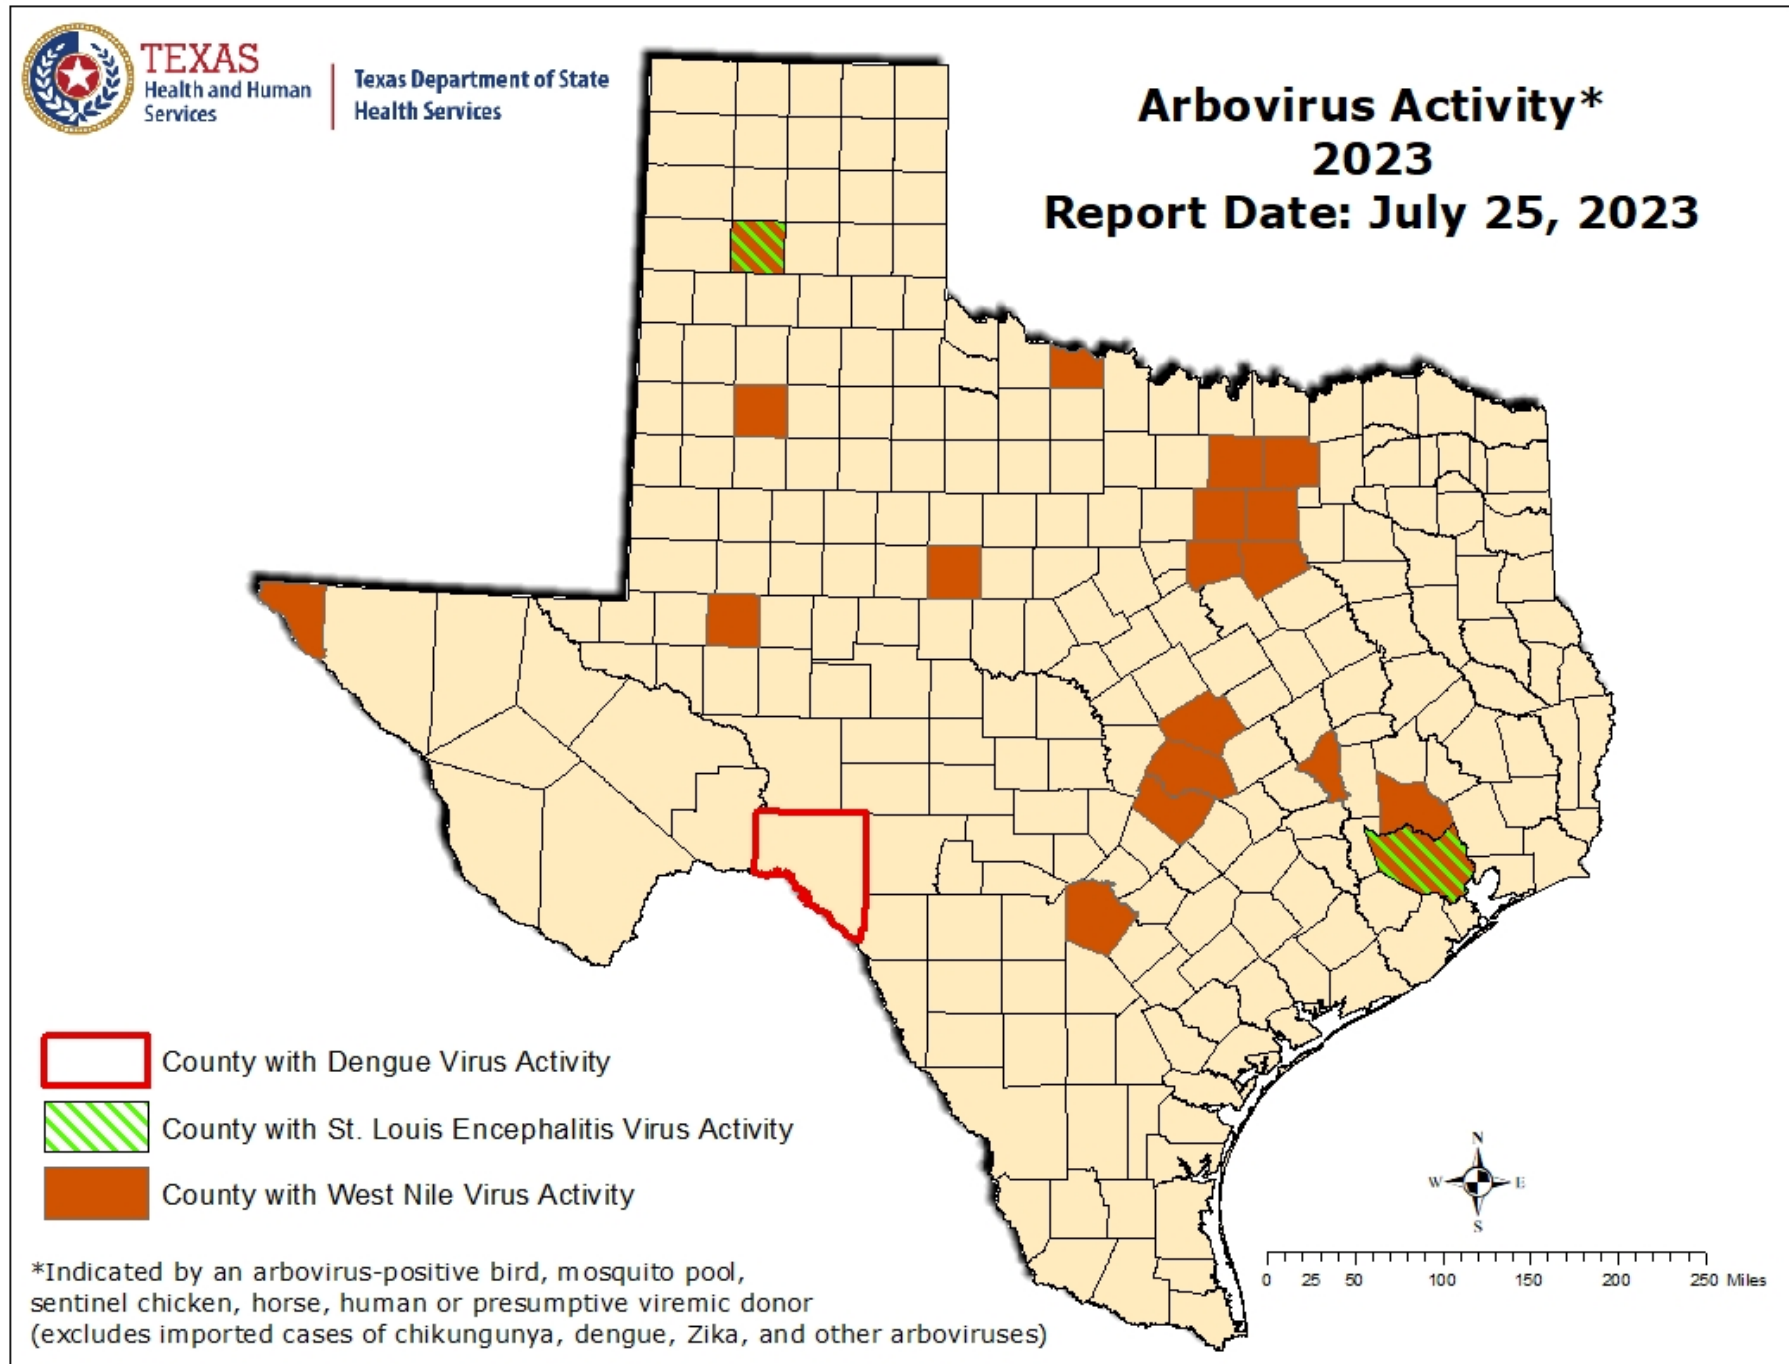 TEXAS
Health and Human
Services
Texas Department of State
Health Services
Arbovirus Activity*
2023
Report Date: July 25, 2023
County with Dengue Virus Activity
County with St. Louis Encephalitis Virus Activity
County with West Nile Virus Activity
*Indicated by an arbovirus-positive bird, mosquito pool,
sentinel chicken, horse, human or presumptive viremic donor
(excludes imported cases of chikungunya, dengue, Zika, and other arboviruses)
N
W E
S
0 25 50 100 150 200 250 Miles